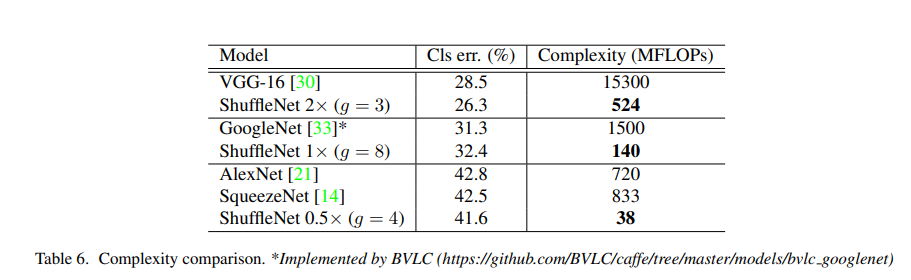 Model Cls err. (%) Complexity (MFLOPs)
VGG-16 [30] 28.5 15300
ShuffleNet 2× (g = 3) 26.3 524
GoogleNet [33]* 31.3 1500
ShuffleNet 1× (g = 8) 32.4 140
AlexNet [21] 42.8 720
SqueezeNet [14] 42.5 833
ShuffleNet 0.5× (g = 4) 41.6 38
Table 6. Complexity comparison. *Implemented by BVLC (https://github.com/BVLC/caffe/tree/master/models/bvlc_googlenet)